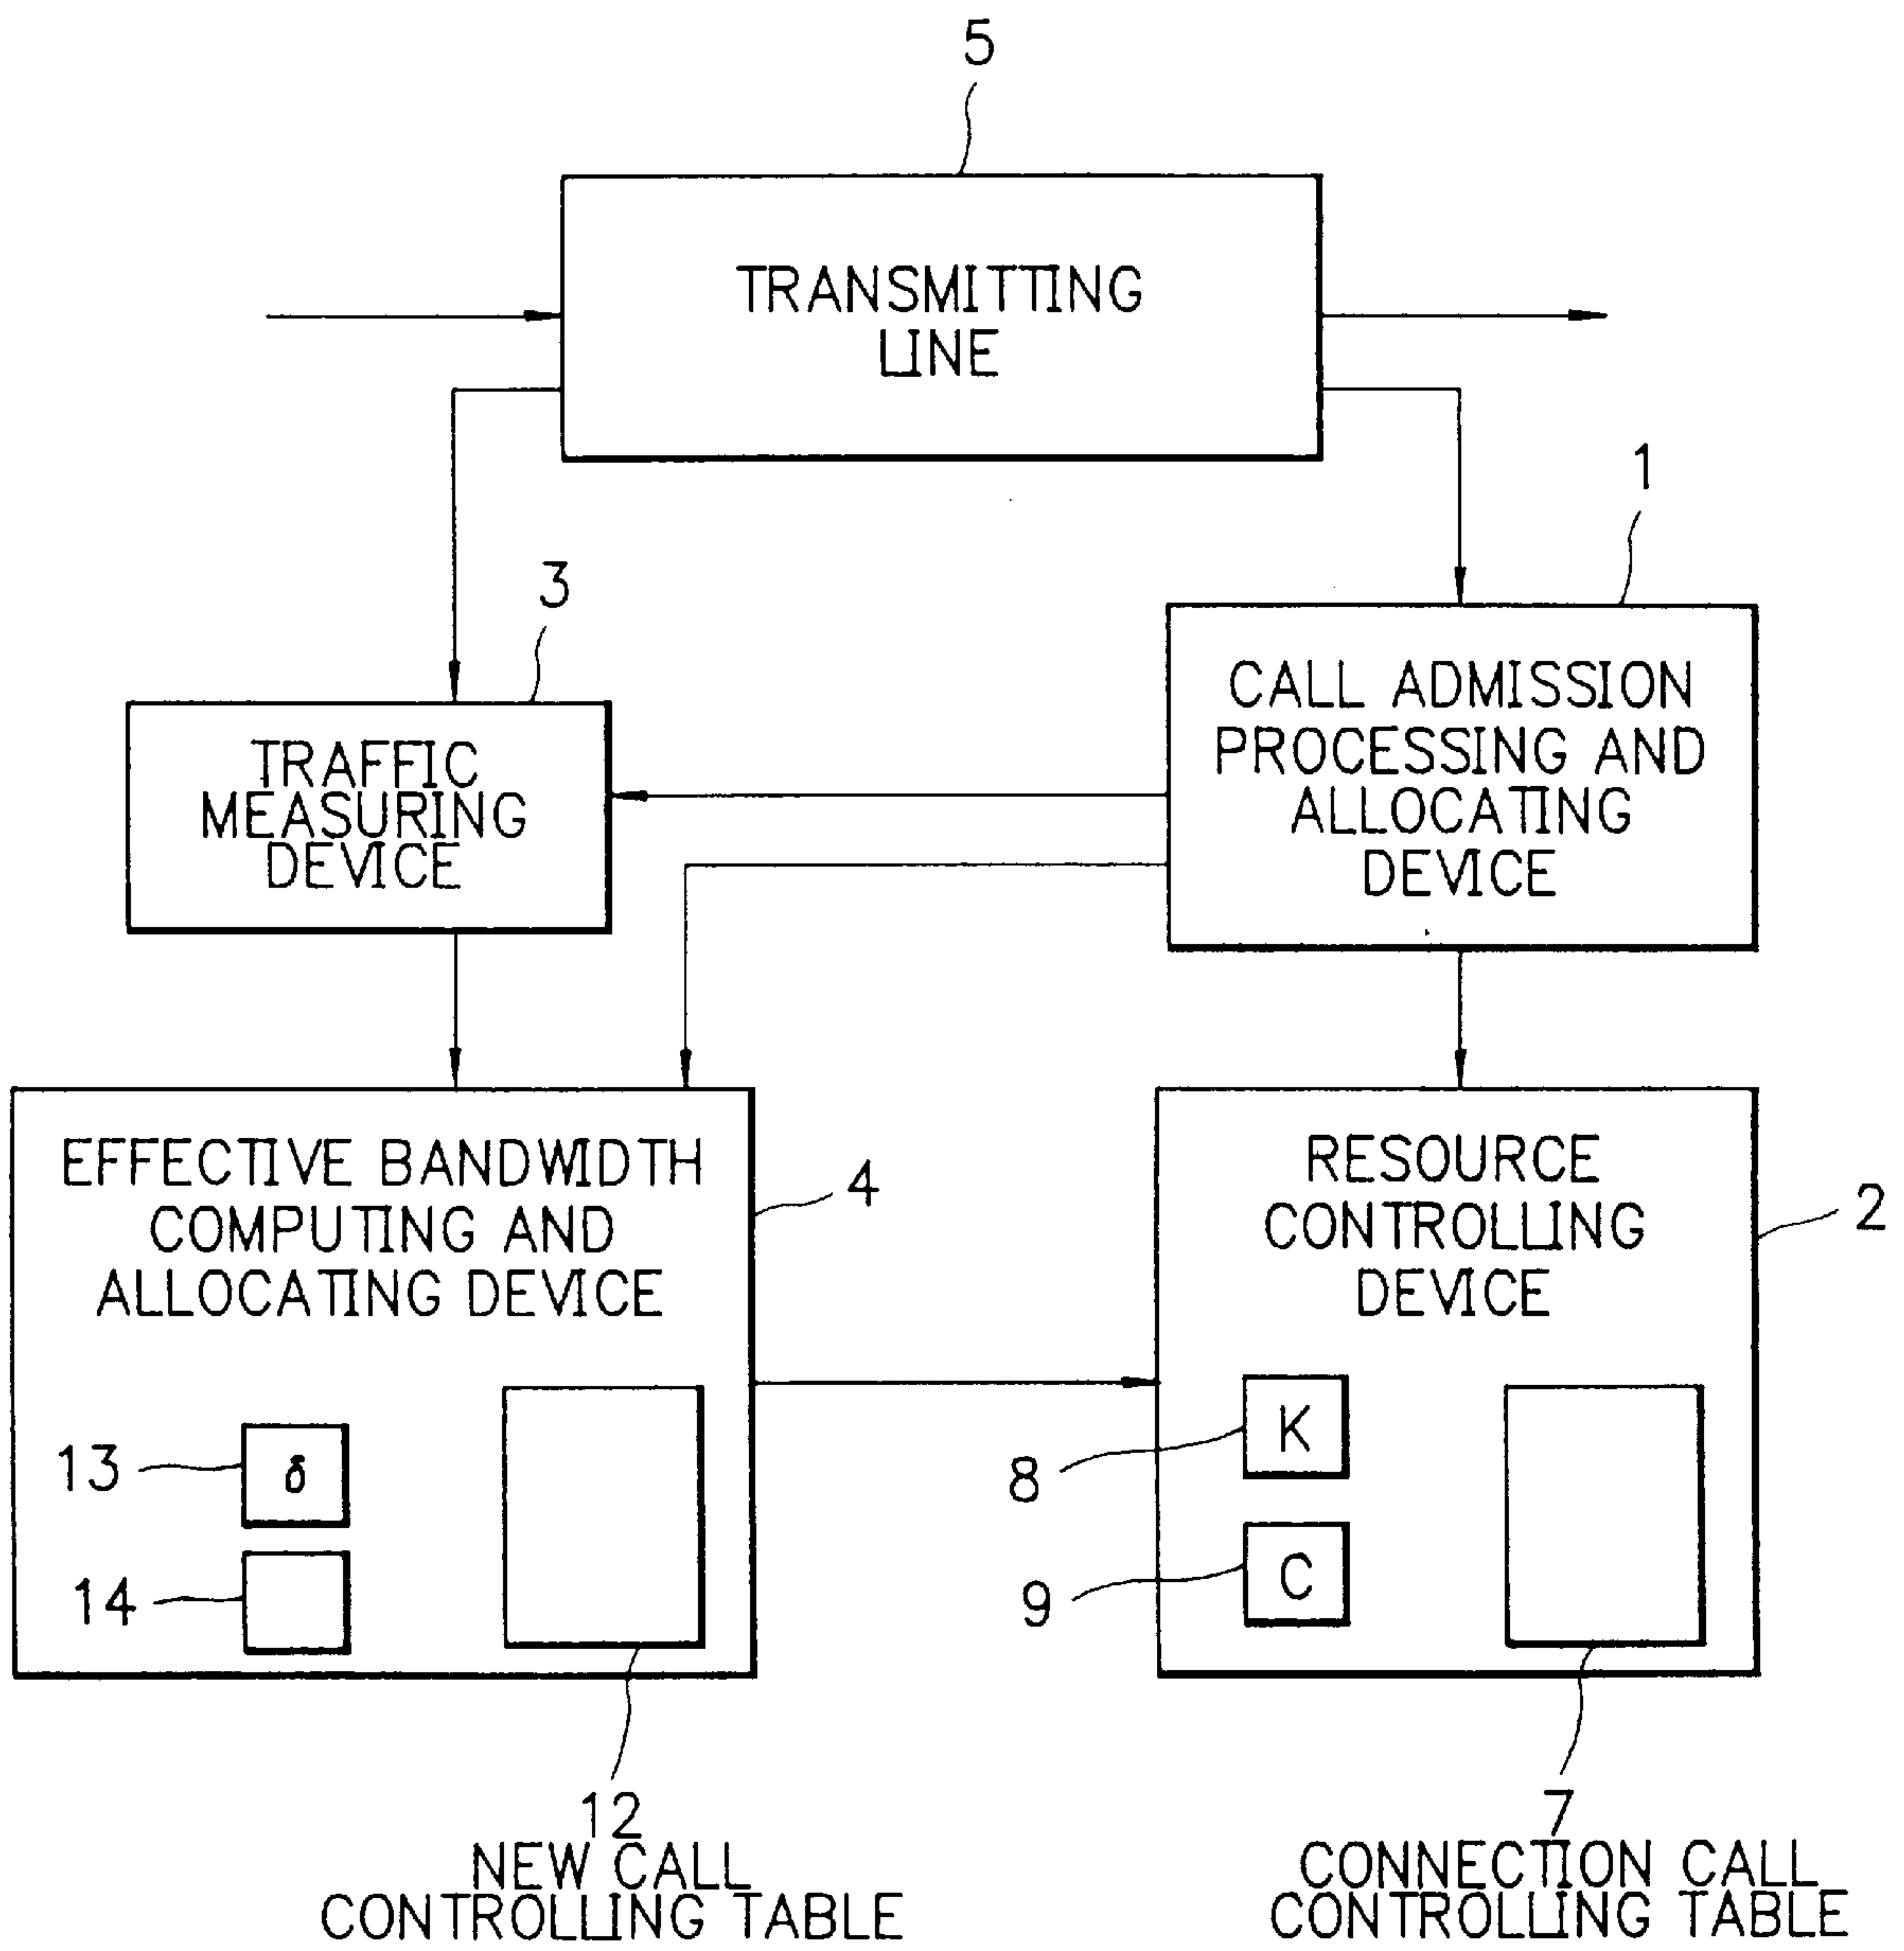 5
TRANSMITTING
LINE
1
3
CALL ADMISSION
PROCESSING AND
ALLOCATING
DEVICE
TRAFFIC
MEASURING
DEVICE
EFFECTIVE BANDWIDTH
COMPUTING AND
ALLOCATING DEVICE
4
RESOURCE
CONTROLLING
DEVICE
2
13
δ
14
8
K
9
C
12
NEW CALL
CONTROLLING TABLE
7
CONNECTION CALL
CONTROLLING TABLE